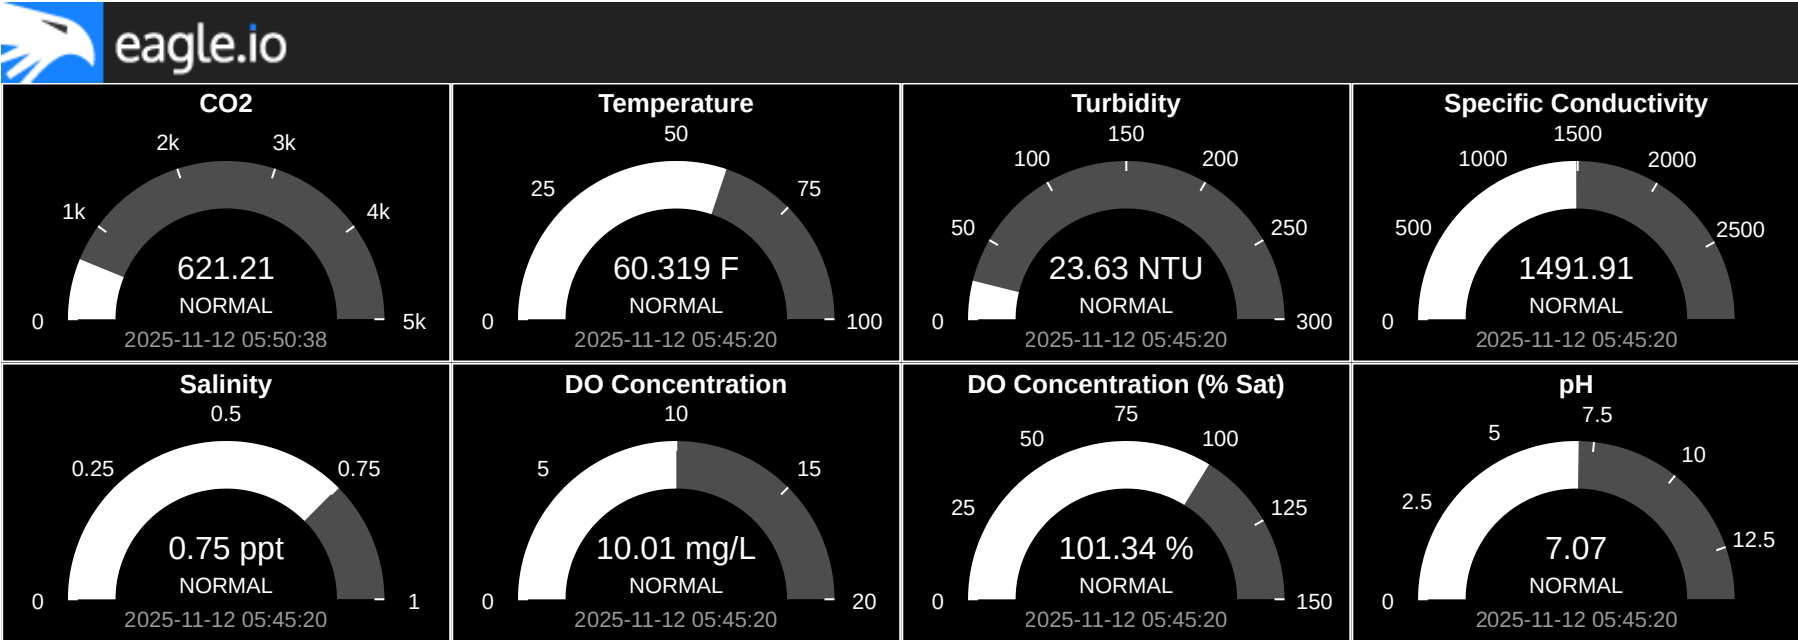 eagle.io
CO2
2k
3k
1k
4k
621.21
NORMAL
0
5k
2025-11-12 05:50:38
Temperature
50
25
75
60.319 F
NORMAL
0
100
2025-11-12 05:45:20
Turbidity
150
100
200
50
250
23.63 NTU
NORMAL
0
300
2025-11-12 05:45:20
Specific Conductivity
1500
1000
2000
500
2500
1491.91
NORMAL
0
2025-11-12 05:45:20
Salinity
0.5
0.25
0.75
0.75 ppt
NORMAL
0
1
2025-11-12 05:45:20
DO Concentration
10
5
15
10.01 mg/L
NORMAL
0
20
2025-11-12 05:45:20
DO Concentration (% Sat)
75
50
100
25
125
101.34 %
NORMAL
0
150
2025-11-12 05:45:20
pH
7.5
5
10
2.5
12.5
7.07
NORMAL
0
2025-11-12 05:45:20